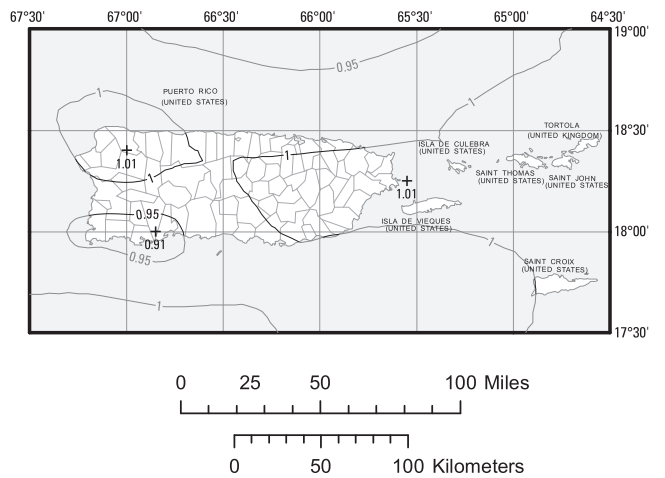 67°30′ 67°00′ 66°30′ 66°00′ 65°30′ 65°00′ 64°30′
19°00′
0.95
1
PUERTO RICO
(UNITED STATES)
1
TORTOLA
(UNITED KINGDOM)
18°30′
ISLA DE CULEBRA
(UNITED STATES)
1.01
1
1
SAINT THOMAS
(UNITED STATES)
SAINT JOHN
(UNITED STATES
1.01
0.95
ISLA DE VIEQUES
(UNITED STATES)
18°00′
0.91
1
0.95
SAINT CROIX
(UNITED STATES)
1
17°30′
0 25 50 100 Miles
0 50 100 Kilometers